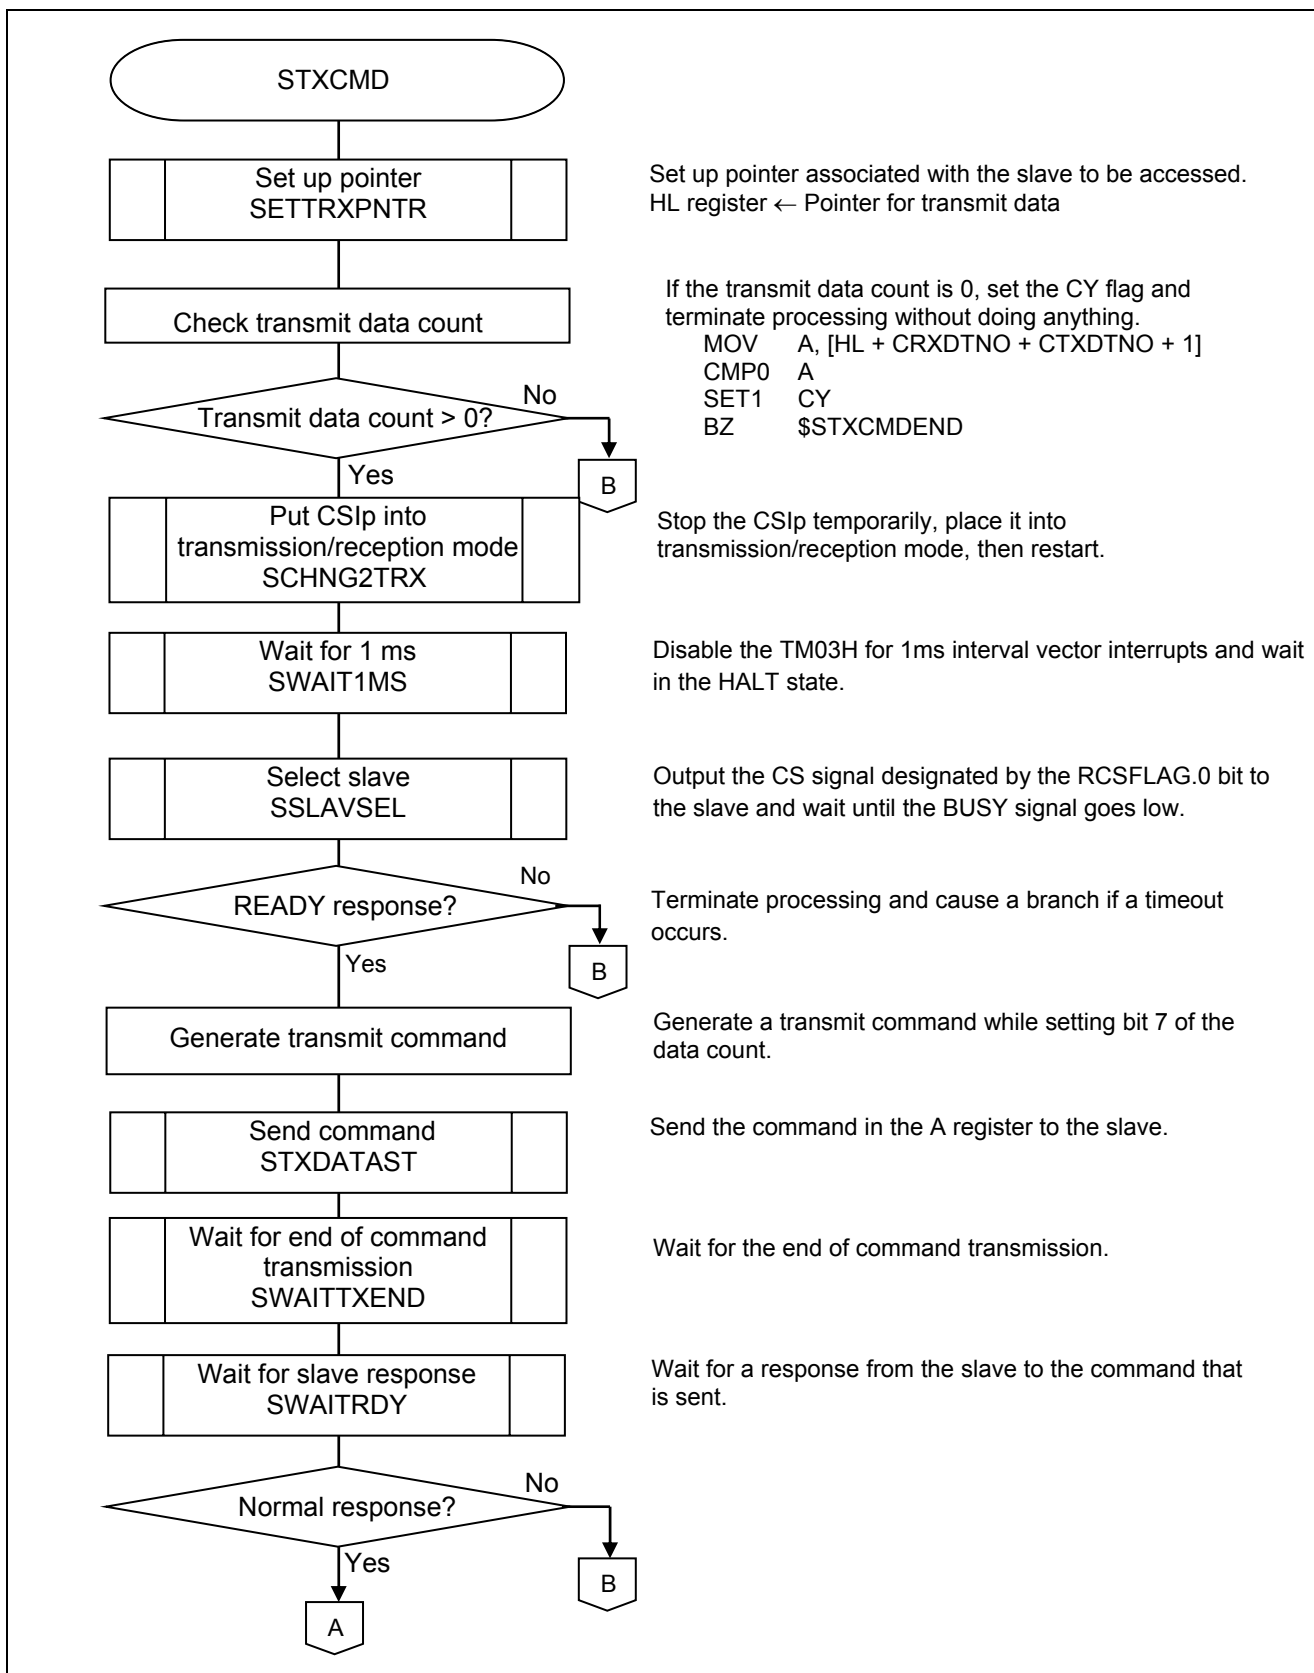 STXCMD
Set up pointer
SETTRXPNTR
Set up pointer associated with the slave to be accessed.
HL register ← Pointer for transmit data
Check transmit data count
If the transmit data count is 0, set the CY flag and
terminate processing without doing anything.
MOV A, [HL + CRXDTNO + CTXDTNO + 1]
CMP0 A
SET1 CY
BZ $STXCMDEND
Transmit data count > 0?
No
B
Yes
Put CSIp into
transmission/reception mode
SCHNG2TRX
Stop the CSIp temporarily, place it into
transmission/reception mode, then restart.
Wait for 1 ms
SWAIT1MS
Disable the TM03H for 1ms interval vector interrupts and wait
in the HALT state.
Select slave
SSLAVSEL
Output the CS signal designated by the RCSFLAG.0 bit to
the slave and wait until the BUSY signal goes low.
READY response?
No
B
Yes
Terminate processing and cause a branch if a timeout
occurs.
Generate transmit command
Generate a transmit command while setting bit 7 of the
data count.
Send command
STXDATAST
Send the command in the A register to the slave.
Wait for end of command
transmission
SWAITTXEND
Wait for the end of command transmission.
Wait for slave response
SWAITRDY
Wait for a response from the slave to the command that
is sent.
Normal response?
No
B
Yes
A